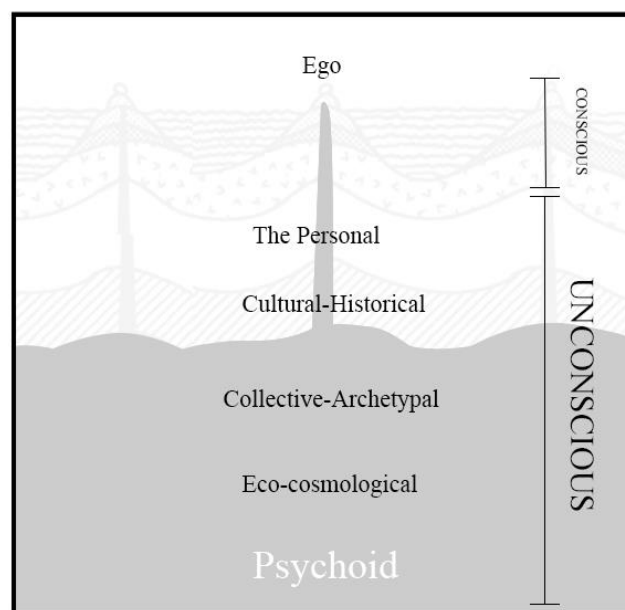 Ego
CONSCIOUS
The Personal
Cultural-Historical
UNCONSCIOUS
Collective-Archetypal
Eco-cosmological
Psychoid